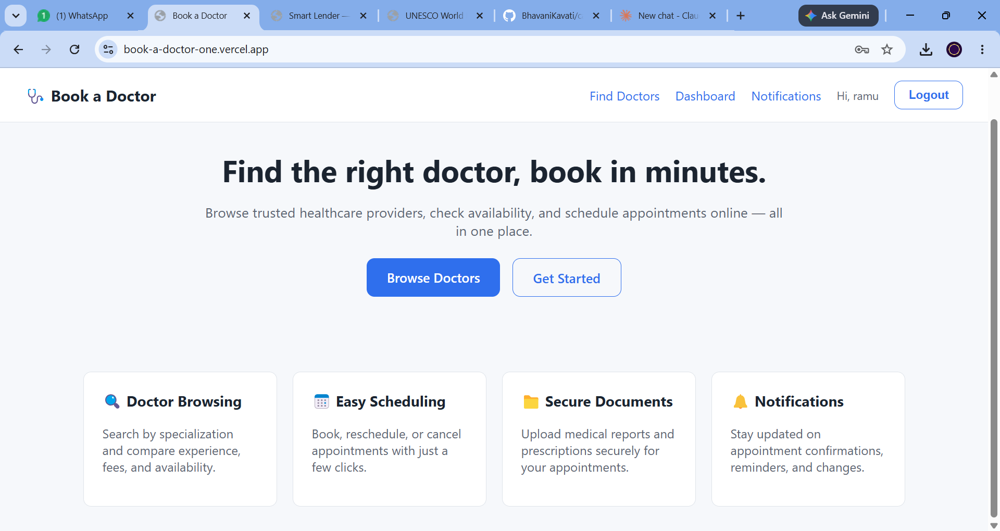 1 (1) WhatsApp
Book a Doctor
Smart Lender —
UNESCO World
BhavaniKavati/c
New chat - Clau
Ask Gemini
book-a-doctor-one.vercel.app
Book a Doctor
Find Doctors
Dashboard
Notifications
Hi, ramu
Logout
Find the right doctor, book in minutes.
Browse trusted healthcare providers, check availability, and schedule appointments online — all
in one place.
Browse Doctors
Get Started
Doctor Browsing
Search by specialization
and compare experience,
fees, and availability.
Easy Scheduling
Book, reschedule, or cancel
appointments with just a
few clicks.
Secure Documents
Upload medical reports and
prescriptions securely for
your appointments.
Notifications
Stay updated on
appointment confirmations,
reminders, and changes.